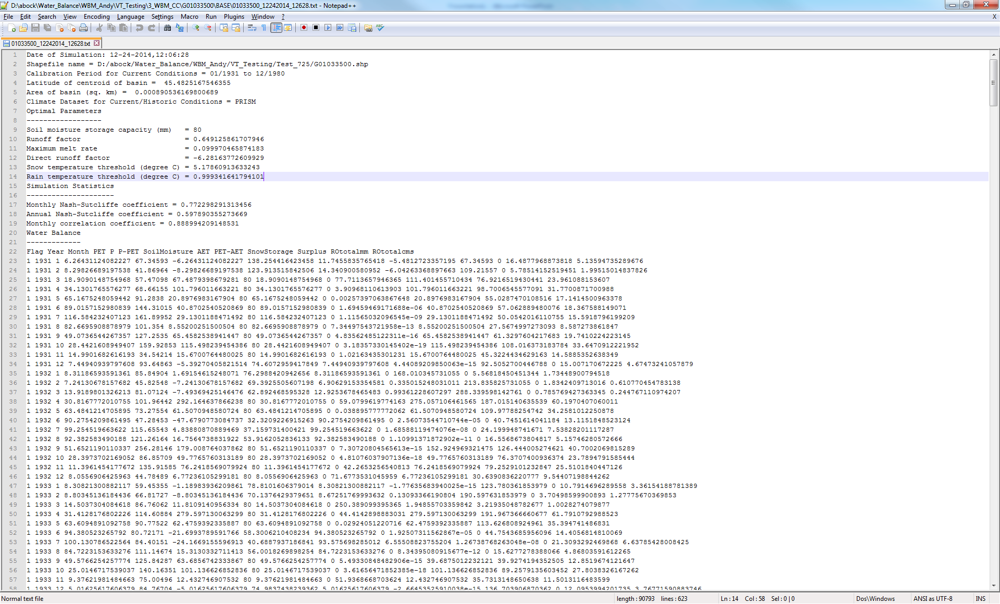 D:\abock\Water_Balance\WBM_Andy\VT_Testing\3_WBM_CC\G01033500\BASE\01033500_12242014_12628.txt - Notepad++
File Edit Search View Encoding Language Settings Macro Run Plugins Window ? X
01033500_12242014_12628.txt
1 Date of Simulation: 12-24-2014,12:06:28
2 Shapefile name = D:/abock/Water_Balance/WBM_Andy/VT_Testing/Test_725/G01033500.shp
3 Calibration Period for Current Conditions = 01/1931 to 12/1980
4 Latitude of centroid of basin =  45.4825167546355
5 Area of basin (sq. km) =  0.000890536169800689
6 Climate Dataset for Current/Historic Conditions = PRISM
7 Optimal Parameters
8 ------------------
9 Soil moisture storage capacity (mm)   = 80
10 Runoff factor                         = 0.649125861707946
11 Maximum melt rate                     = 0.099970465874183
12 Direct runoff factor                  = -6.28163772609929
13 Snow temperature threshold (degree C) = 5.17860913633243
14 Rain temperature threshold (degree C) = 0.999341641794101
15 Simulation Statistics
16 ---------------------
17 Monthly Nash-Sutcliffe coefficient = 0.772298291313456
18 Annual Nash-Sutcliffe coefficient = 0.597890355273669
19 Monthly correlation coefficient = 0.888994209148531
20 Water Balance
21 -------------
22 Flag Year Month PET P P-PET SoilMoisture AET PET-AET SnowStorage Surplus ROtotalmm ROtotalcms
23 1 1931 1 6.26431124082227 67.34593 -6.26431124082227 138.254416423458 11.7455835765418 -5.4812723357195 67.34593 0 16.4877968873818 5.13594735289676
24 1 1931 2 8.29826689197538 41.86964 -8.29826689197538 123.913515842506 14.340900580952 -6.04263368897663 109.21557 0 5.78514152519451 1.99515014837826
25 1 1931 3 18.9090148754968 57.47098 67.4879398679281 80 18.9090148754968 0 77.7113657946365 111.401455710434 76.9216519430441 23.961088153607
26 1 1931 4 34.1301765576277 68.66155 101.796011663221 80 34.1301765576277 0 3.90968110613903 101.796011663221 98.7006545577091 31.7700871700988
27 1 1931 5 65.1675248059442 91.2838 20.8976983167904 80 65.1675248059442 0 0.00257397063867648 20.8976983167904 55.0287470108516 17.1414500963378
28 1 1931 6 89.0157152980839 144.31015 40.8702540520869 80 89.0157152980839 0 1.69459469171688e-06 40.8702540520869 57.062889480076 18.367588149071
29 1 1931 7 116.584232407123 161.89952 29.1301188471492 80 116.584232407123 0 1.11565032096545e-09 29.1301188471492 50.0542016110755 15.5918796199209
30 1 1931 8 82.6695908878979 101.354 8.55200251500504 80 82.6695908878979 0 7.34497543721958e-13 8.55200251500504 27.5674997273093 8.587273861847
31 1 1931 9 49.0736544267357 127.2535 65.4582538941447 80 49.0736544267357 0 4.83562485122311e-16 65.4582538941447 61.3297604217683 19.7410224223145
32 1 1931 10 28.4421608949407 159.92853 115.498239454386 80 28.4421608949407 0 3.18357330145402e-19 115.498239454386 108.016373183784 33.6470912221952
33 1 1931 11 14.9901682616193 34.54214 15.6700764480025 80 14.9901682616193 0 1.02163435301231 15.6700764480025 45.3224434629163 14.5885352638349
34 1 1931 12 7.44940939797608 93.64863 -5.39270405821514 74.6072959417849 7.44940939797608 4.44089209850063e-15 92.5052700446788 0 15.007170672225 4.67473241057879
35 1 1932 1 8.31186593591361 85.84904 1.69154615248071 76.2988420942656 8.31186593591361 0 168.010345731055 0 5.56818450451344 1.73448900794518
36 1 1932 2 7.24130678157682 45.82548 -7.24130678157682 69.3925505607198 6.90629153354581 0.335015248031011 213.835825731055 0 1.8342409713016 0.610770454783138
37 1 1932 3 13.9189801326213 81.07124 -7.49369425146476 62.892468595328 12.9253678465483 0.99361228607297 288.339598142761 0 0.785769427363345 0.244767110974207
38 1 1932 4 30.8167772010755 101.96442 292.164637866238 80 30.8167772010755 0 59.0799619774163 275.057106461565 187.015140635539 60.1970407060011
39 1 1932 5 63.4841214705895 73.27554 61.5070948580724 80 63.4841214705895 0 0.038895777772062 61.5070948580724 109.97788254742 34.2581012250878
40 1 1932 6 90.2754209861495 47.28453 -47.6790773084737 32.3209226915263 90.2754209861495 0 2.56073544710744e-05 0 40.7451614041184 13.1151848523124
41 1 1932 7 99.254519663622 115.65543 4.83880870889469 37.159731400421 99.254519663622 0 1.68588119474076e-08 0 24.199948741671 7.53828201117287
42 1 1932 8 92.382583490188 121.26164 16.7564738831922 53.9162052836133 92.382583490188 0 1.10991371872902e-11 0 16.5568673804817 5.15746280572666
43 1 1932 9 51.6521190110337 256.28146 179.008764037862 80 51.6521190110337 0 7.30720804565613e-15 152.924969321475 126.444005274621 40.7002069815289
44 1 1932 10 28.3973702169052 86.85709 49.7765760313189 80 28.3973702169052 0 4.81076037907136e-18 49.7765760313189 76.3707400936374 23.7894791585444
45 1 1932 11 11.3961454177672 135.91585 76.2418569079924 80 11.3961454177672 0 42.2653256540813 76.2418569079924 79.2529101232847 25.5101840447126
46 1 1932 12 8.0556906425963 44.78489 6.77236105299181 80 8.0556906425963 0 71.6773531045959 6.77236105299181 30.6390836220777 9.54407198844262
47 1 1933 1 8.30821300882117 59.45355 -1.18983936209861 78.8101606379014 8.30821300882117 -1.77635683940025e-15 123.780361853979 0 10.7914696289558 3.36154188781389
48 1 1933 2 8.80345136184436 66.81727 -8.80345136184436 70.1376429379651 8.67251769993632 0.13093366190804 190.597631853979 0 3.70498599900893 1.27775670369853
49 1 1933 3 14.5037304084618 86.76062 11.8109140956334 80 14.5037304084618 0 250.389099395365 1.94855703359842 3.21935048782677 1.0028274079877
50 1 1933 4 31.4128176802226 114.60884 279.597130063299 80 31.4128176802226 0 44.4142898883031 279.597130063299 191.967366660677 61.7910792988523
51 1 1933 5 63.6094891092758 90.77522 62.4759392335887 80 63.6094891092758 0 0.02924051220716 62.4759392335887 113.626808924961 35.394741486831
52 1 1933 6 94.380523265792 80.72171 -21.6993789591766 58.3006210408234 94.380523265792 0 1.92507311562867e-05 0 44.7543685956096 14.4056814810069
53 1 1933 7 100.130786522564 84.40151 -24.1669155596913 40.6887937186841 93.575698285012 6.55508823755204 1.26738768263048e-08 0 21.3093292469868 6.63785428008425
54 1 1933 8 84.7223153633276 111.14674 15.3130332711413 56.0018269898254 84.7223153633276 0 8.34395080915677e-12 0 15.6277278388066 4.86803591612265
55 1 1933 9 49.5766254257774 125.84287 63.6856742333867 80 49.5766254257774 0 5.49330848482906e-15 39.6875012232121 39.9274194352505 12.8519674121647
56 1 1933 10 25.0146717539037 140.16351 101.136626852836 80 25.0146717539037 0 3.61656471852385e-18 101.136626852836 89.2579135603452 27.8038326167262
57 1 1933 11 9.37621981484663 75.00496 12.432746907532 80 9.37621981484663 0 51.9368668703624 12.432746907532 35.7313148650638 11.5013116483599
58 1 1933 12 5.01625617606379 84.76704 -5.01625617606379 74.9837438239362 5.01625617606379 -2.66453525910038e-15 136.703906870362 0 12.0953994201735 3.76771590883746
Normal text file length : 90793 lines : 623 Ln : 14 Col : 58 Sel : 0 | 0 Dos\Windows ANSI as UTF-8 INS